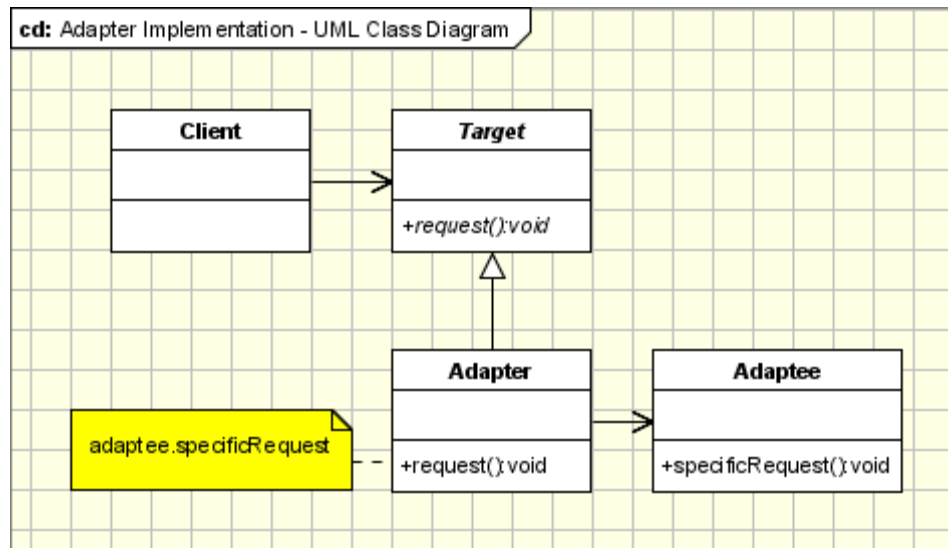 cd: Adapter Implementation - UML Class Diagram
Client
Target
+request():void
Adapter
Adaptee
adaptee.specificRequest
+request():void
+specificRequest():void